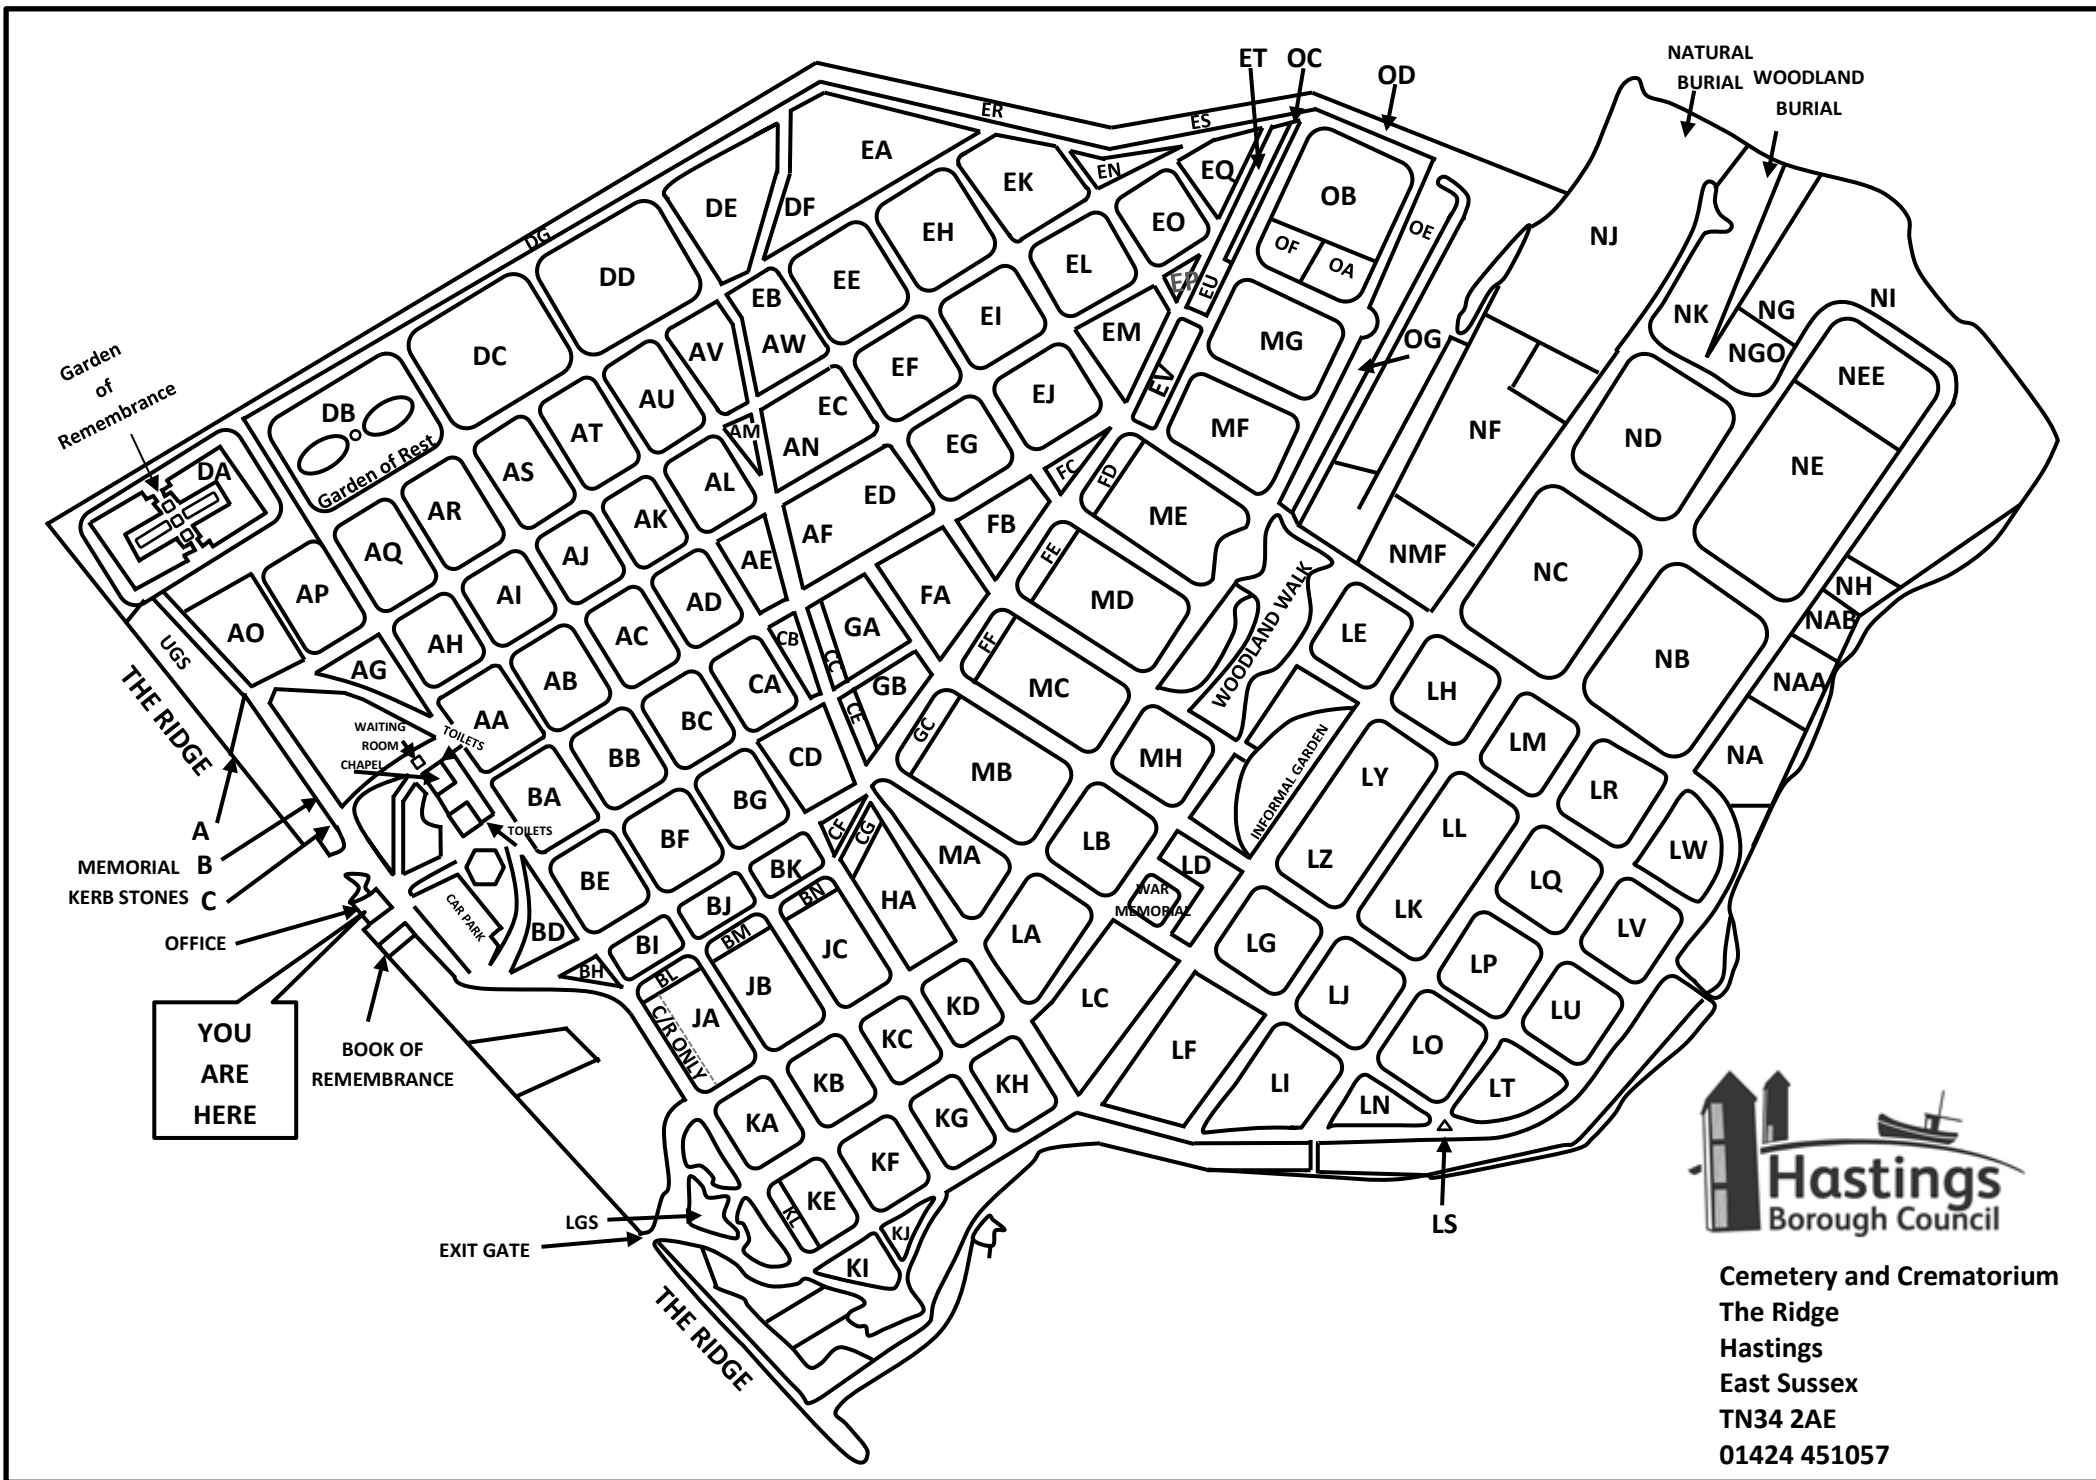 ET
OC
OD
NATURAL
BURIAL
WOODLAND
BURIAL
ER
ES
EA
EK
EN
EQ
DE
DF
DG
EH
EO
OB
OE
NJ
OF
OA
DD
EB
EE
EL
EP
EU
NI
NK
NG
NGO
DC
AV
AW
EI
EM
MG
OG
NEE
Garden
of
Remembrance
DB
Garden of Rest
AU
EC
EF
EJ
EV
MF
NF
ND
NE
AT
AM
AN
EG
DA
AS
AL
ED
FC
FD
AR
AK
AF
FB
ME
AQ
AJ
AE
FE
NMF
NC
AP
AI
AD
FA
MD
NH
NAB
AO
AH
AC
CB
GA
FF
WOODLAND WALK
LE
UGS
AG
AB
CA
CC
GB
MC
LH
NB
NAA
THE RIDGE
AA
BC
CE
GC
WAITING
ROOM
TOILETS
CHAPEL
BB
CD
MB
MH
INFORMAL GARDEN
LY
LM
NA
BA
BG
LR
A
B
C
MEMORIAL
KERB STONES
TOILETS
BF
CF
CG
MA
LB
LD
LZ
LL
LW
BE
BK
BN
HA
WAR
MEMORIAL
LK
LQ
CAR PARK
BD
BJ
BI
BM
JC
LA
LG
LP
LV
OFFICE
BH
BL
JB
JA
C/R ONLY
KD
LC
LJ
LU
YOU
ARE
HERE
BOOK OF
REMEMBRANCE
KC
LF
LO
KB
KH
LI
LT
KA
KG
LN
KF
KE
KL
LGS
KJ
LS
EXIT GATE
KI
THE RIDGE
Hastings
Borough Council
Cemetery and Crematorium
The Ridge
Hastings
East Sussex
TN34 2AE
01424 451057